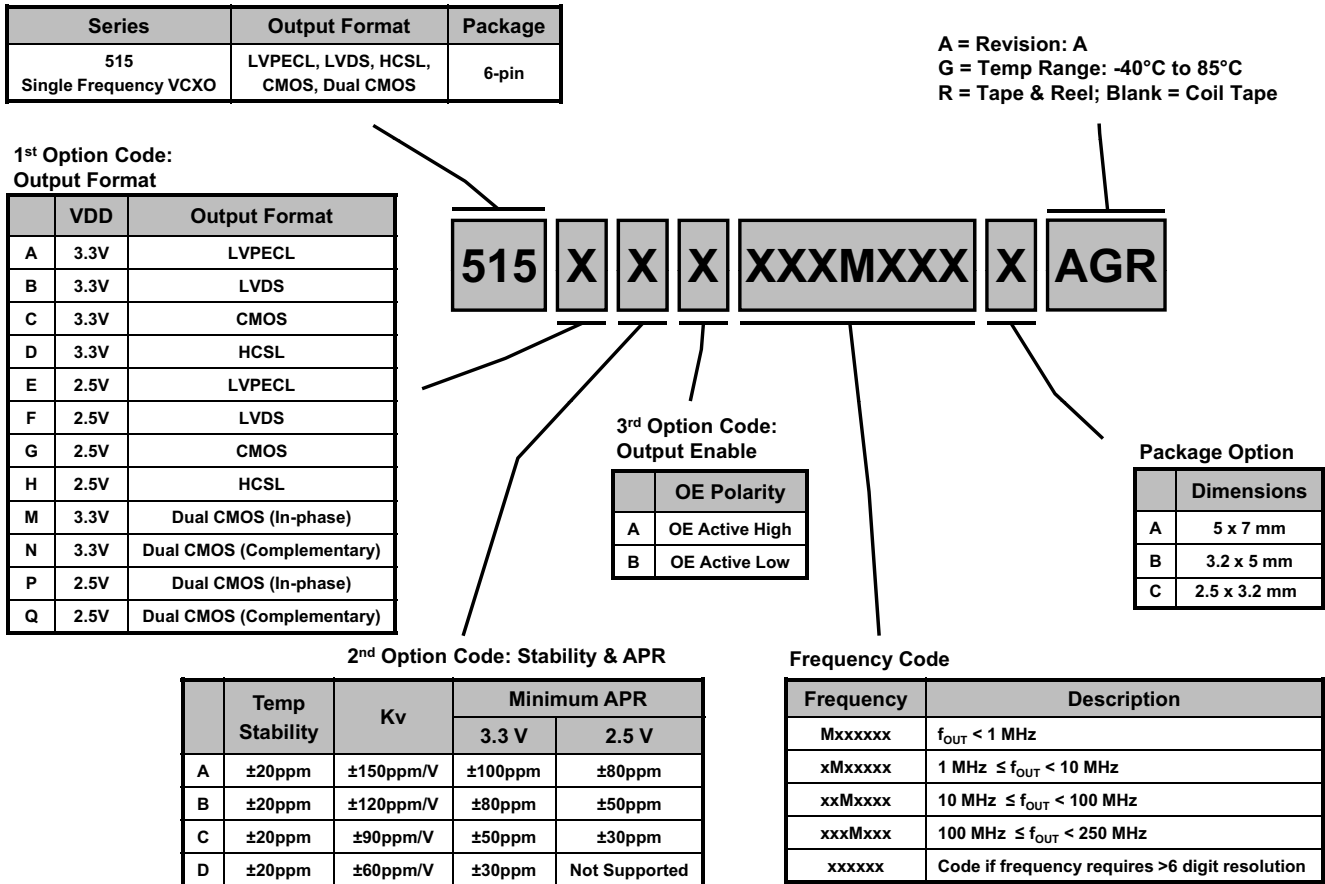 Series Output Format Package
515 Single Frequency VCXO LVPECL, LVDS, HCSL, CMOS, Dual CMOS 6-pin
A = Revision: A
G = Temp Range: -40°C to 85°C
R = Tape & Reel; Blank = Coil Tape
1st Option Code:
Output Format
VDD Output Format
A 3.3V LVPECL
B 3.3V LVDS
C 3.3V CMOS
D 3.3V HCSL
E 2.5V LVPECL
F 2.5V LVDS
G 2.5V CMOS
H 2.5V HCSL
M 3.3V Dual CMOS (In-phase)
N 3.3V Dual CMOS (Complementary)
P 2.5V Dual CMOS (In-phase)
Q 2.5V Dual CMOS (Complementary)
515 X X X XXXMXXX X AGR
3rd Option Code:
Output Enable
OE Polarity
A OE Active High
B OE Active Low
Package Option
Dimensions
A 5 x 7 mm
B 3.2 x 5 mm
C 2.5 x 3.2 mm
2nd Option Code: Stability & APR
Temp Stability Kv Minimum APR
3.3 V 2.5 V
A ±20ppm ±150ppm/V ±100ppm ±80ppm
B ±20ppm ±120ppm/V ±80ppm ±50ppm
C ±20ppm ±90ppm/V ±50ppm ±30ppm
D ±20ppm ±60ppm/V ±30ppm Not Supported
Frequency Code
Frequency Description
Mxxxxxx fOUT < 1 MHz
xMxxxxx 1 MHz ≤ fOUT < 10 MHz
xxMxxxx 10 MHz ≤ fOUT < 100 MHz
xxxMxxx 100 MHz ≤ fOUT < 250 MHz
xxxxxx Code if frequency requires >6 digit resolution